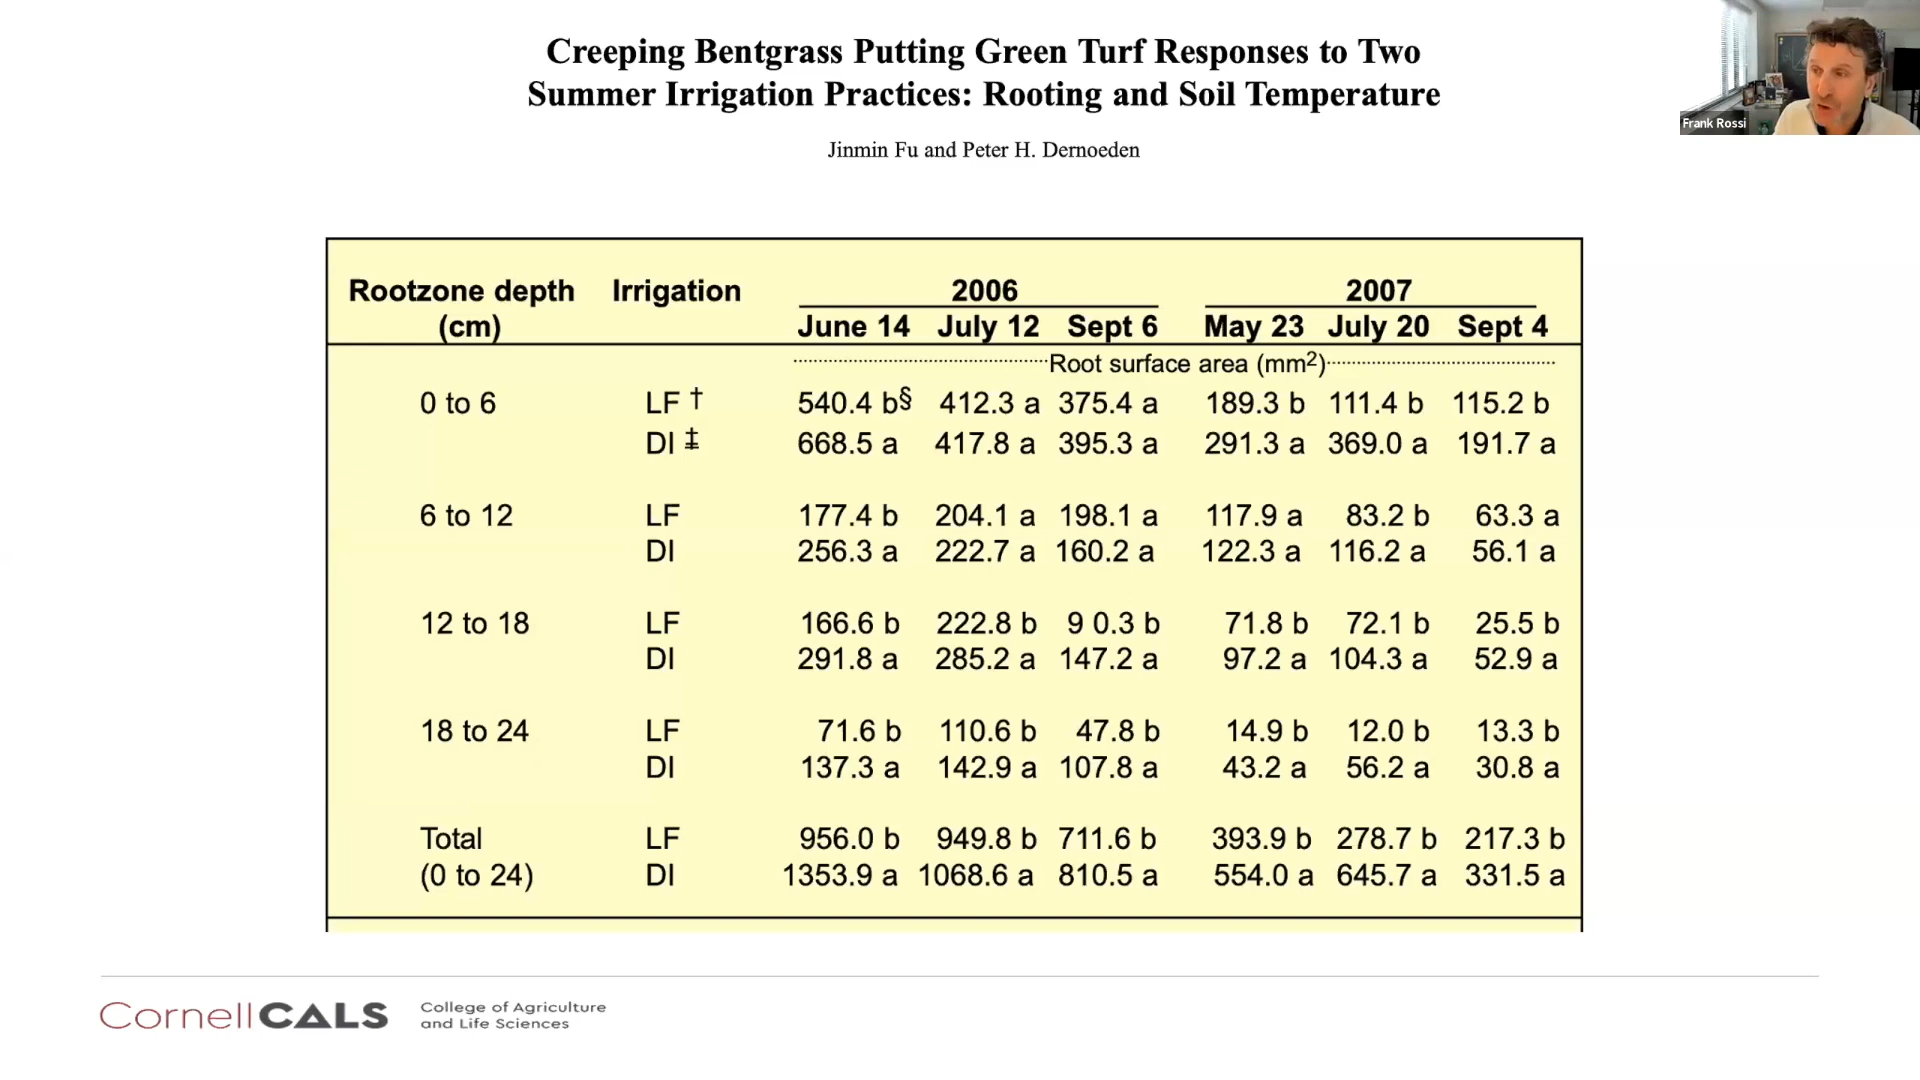 Creeping Bentgrass Putting Green Turf Responses to Two
Summer Irrigation Practices: Rooting and Soil Temperature
Jinmin Fu and Peter H. Dernoeden
Frank Rossi
Rootzone depth Irrigation 2006 2007
(cm) June 14 July 12 Sept 6 May 23 July 20 Sept 4
Root surface area (mm²)
0 to 6 LF † 540.4 b§ 412.3 a 375.4 a 189.3 b 111.4 b 115.2 b
DI ‡ 668.5 a 417.8 a 395.3 a 291.3 a 369.0 a 191.7 a
6 to 12 LF 177.4 b 204.1 a 198.1 a 117.9 a 83.2 b 63.3 a
DI 256.3 a 222.7 a 160.2 a 122.3 a 116.2 a 56.1 a
12 to 18 LF 166.6 b 222.8 b 9 0.3 b 71.8 b 72.1 b 25.5 b
DI 291.8 a 285.2 a 147.2 a 97.2 a 104.3 a 52.9 a
18 to 24 LF 71.6 b 110.6 b 47.8 b 14.9 b 12.0 b 13.3 b
DI 137.3 a 142.9 a 107.8 a 43.2 a 56.2 a 30.8 a
Total LF 956.0 b 949.8 b 711.6 b 393.9 b 278.7 b 217.3 b
(0 to 24) DI 1353.9 a 1068.6 a 810.5 a 554.0 a 645.7 a 331.5 a
CornellCALS College of Agriculture
and Life Sciences